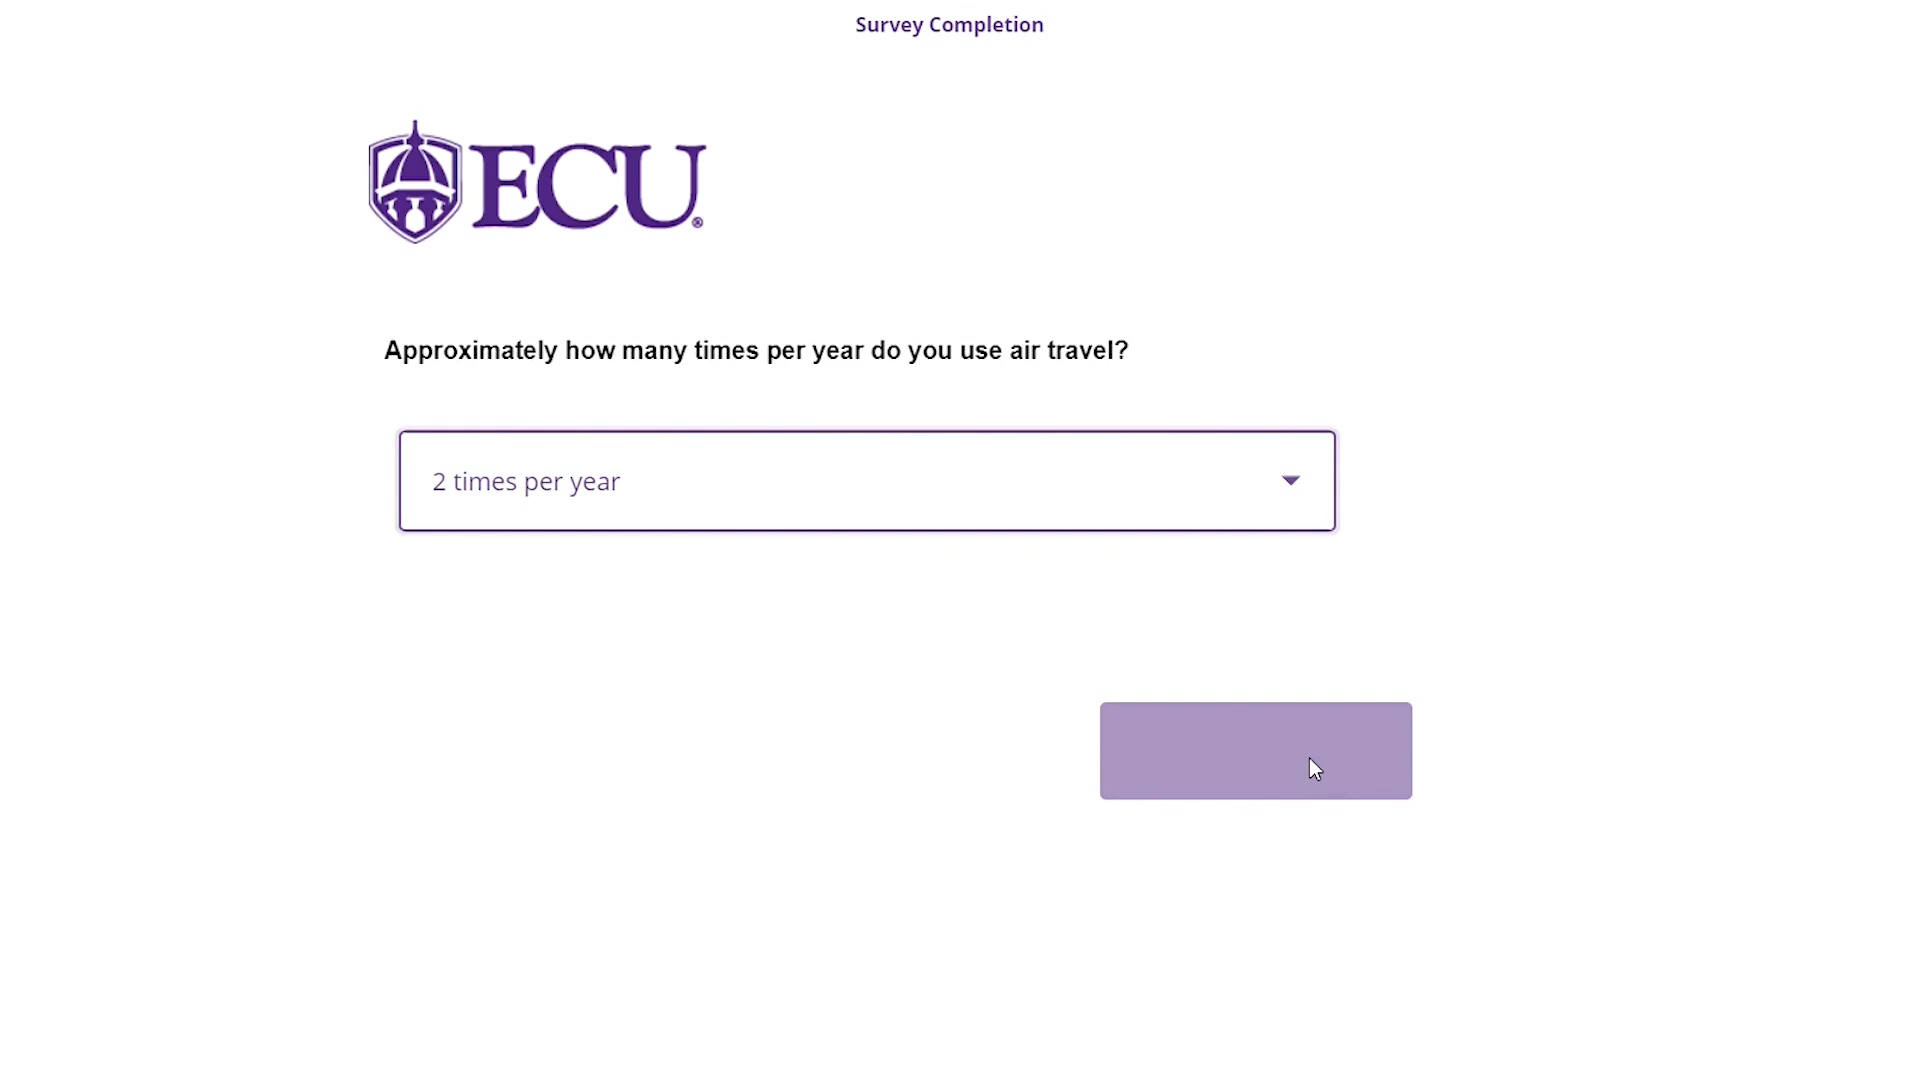 Survey Completion
ECU®
Approximately how many times per year do you use air travel?
2 times per year